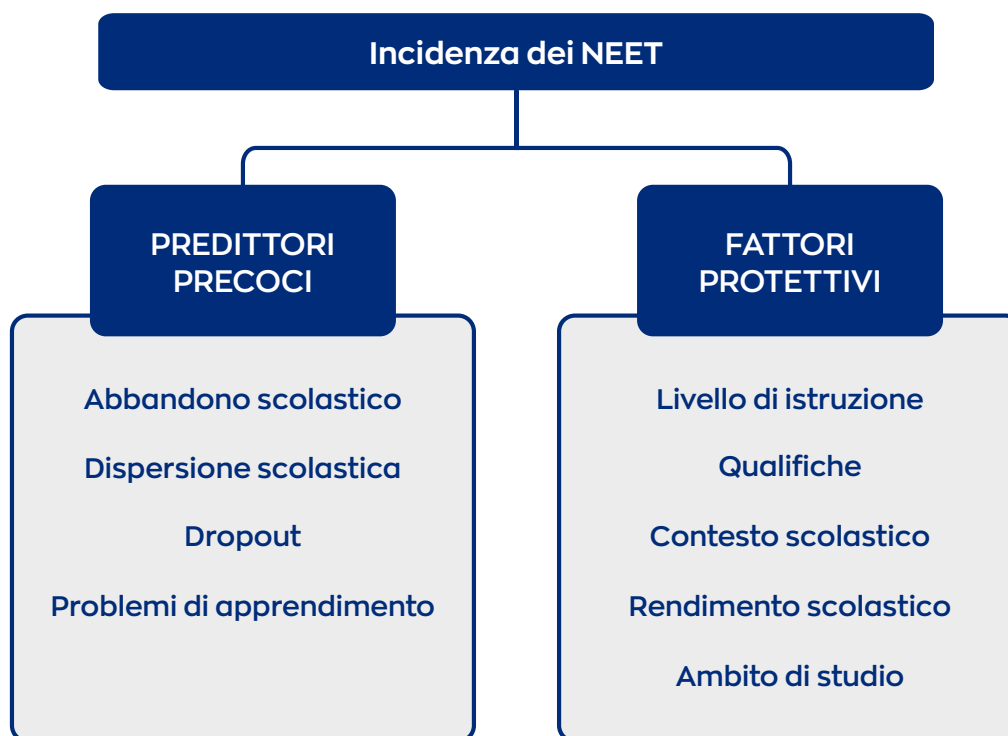 Incidenza dei NEET
PREDITTORI
PRECOCI
Abbandono scolastico
Dispersione scolastica
Dropout
Problemi di apprendimento
FATTORI
PROTETTIVI
Livello di istruzione
Qualifiche
Contesto scolastico
Rendimento scolastico
Ambito di studio